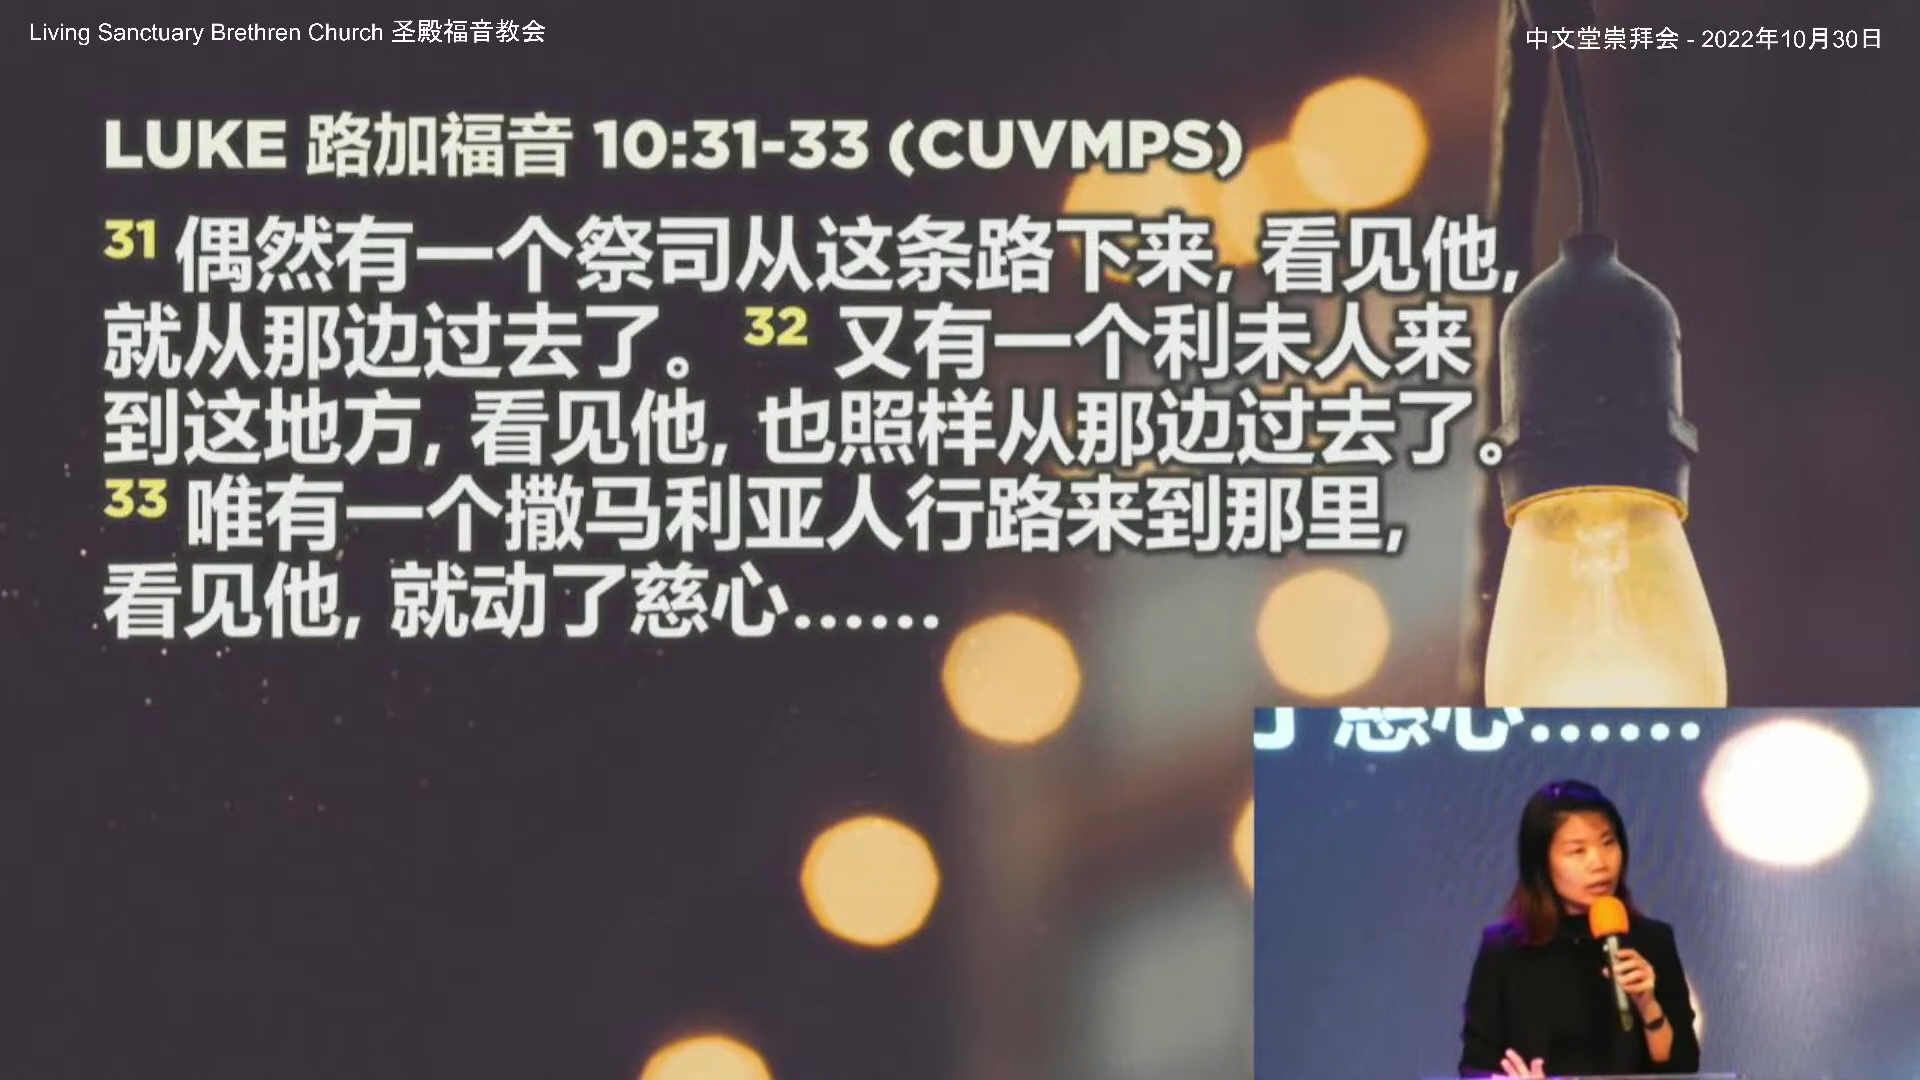 Living Sanctuary Brethren Church 圣殿福音教会
中文堂崇拜会 - 2022年10月30日
LUKE 路加福音 10:31-33 (CUVMPS)
31 偶然有一个祭司从这条路下来, 看见他,
就从那边过去了。 32 又有一个利未人来
到这地方, 看见他, 也照样从那边过去了。
33 唯有一个撒马利亚人行路来到那里,
看见他, 就动了慈心......
了 慈心......